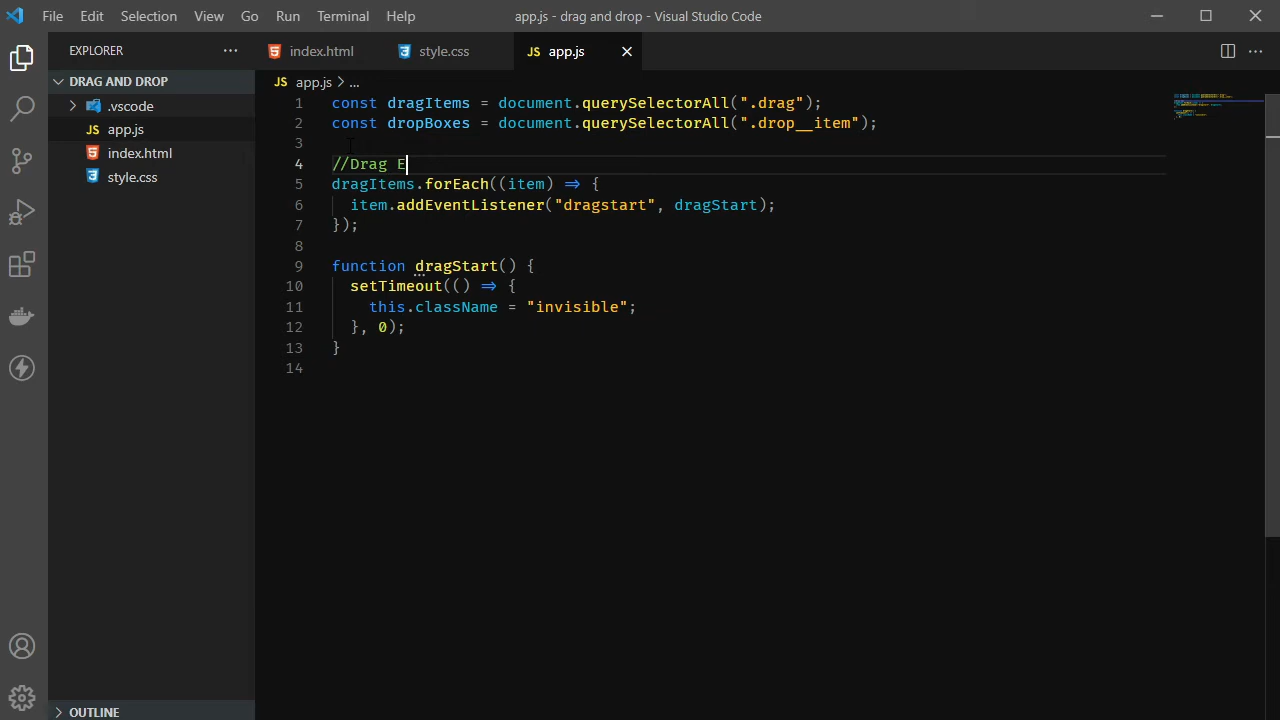 File Edit Selection View Go Run Terminal Help
app.js - drag and drop - Visual Studio Code
EXPLORER
index.html
style.css
JS app.js
DRAG AND DROP
.vscode
JS app.js
index.html
style.css
OUTLINE
JS app.js > ...
1 const dragItems = document.querySelectorAll(".drag");
2 const dropBoxes = document.querySelectorAll(".drop__item");
3
4 //Drag E
5 dragItems.forEach((item) => {
6 item.addEventListener("dragstart", dragStart);
7 });
8
9 function dragStart() {
10 setTimeout(() => {
11 this.className = "invisible";
12 }, 0);
13 }
14